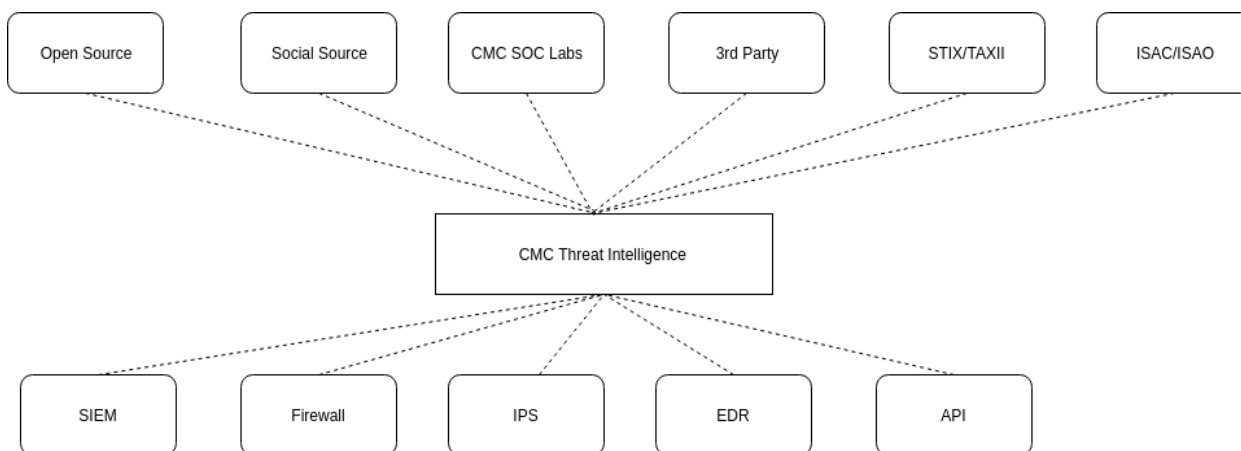 Open Source
Social Source
CMC SOC Labs
3rd Party
STIX/TAXII
ISAC/ISAO
CMC Threat Intelligence
SIEM
Firewall
IPS
EDR
API